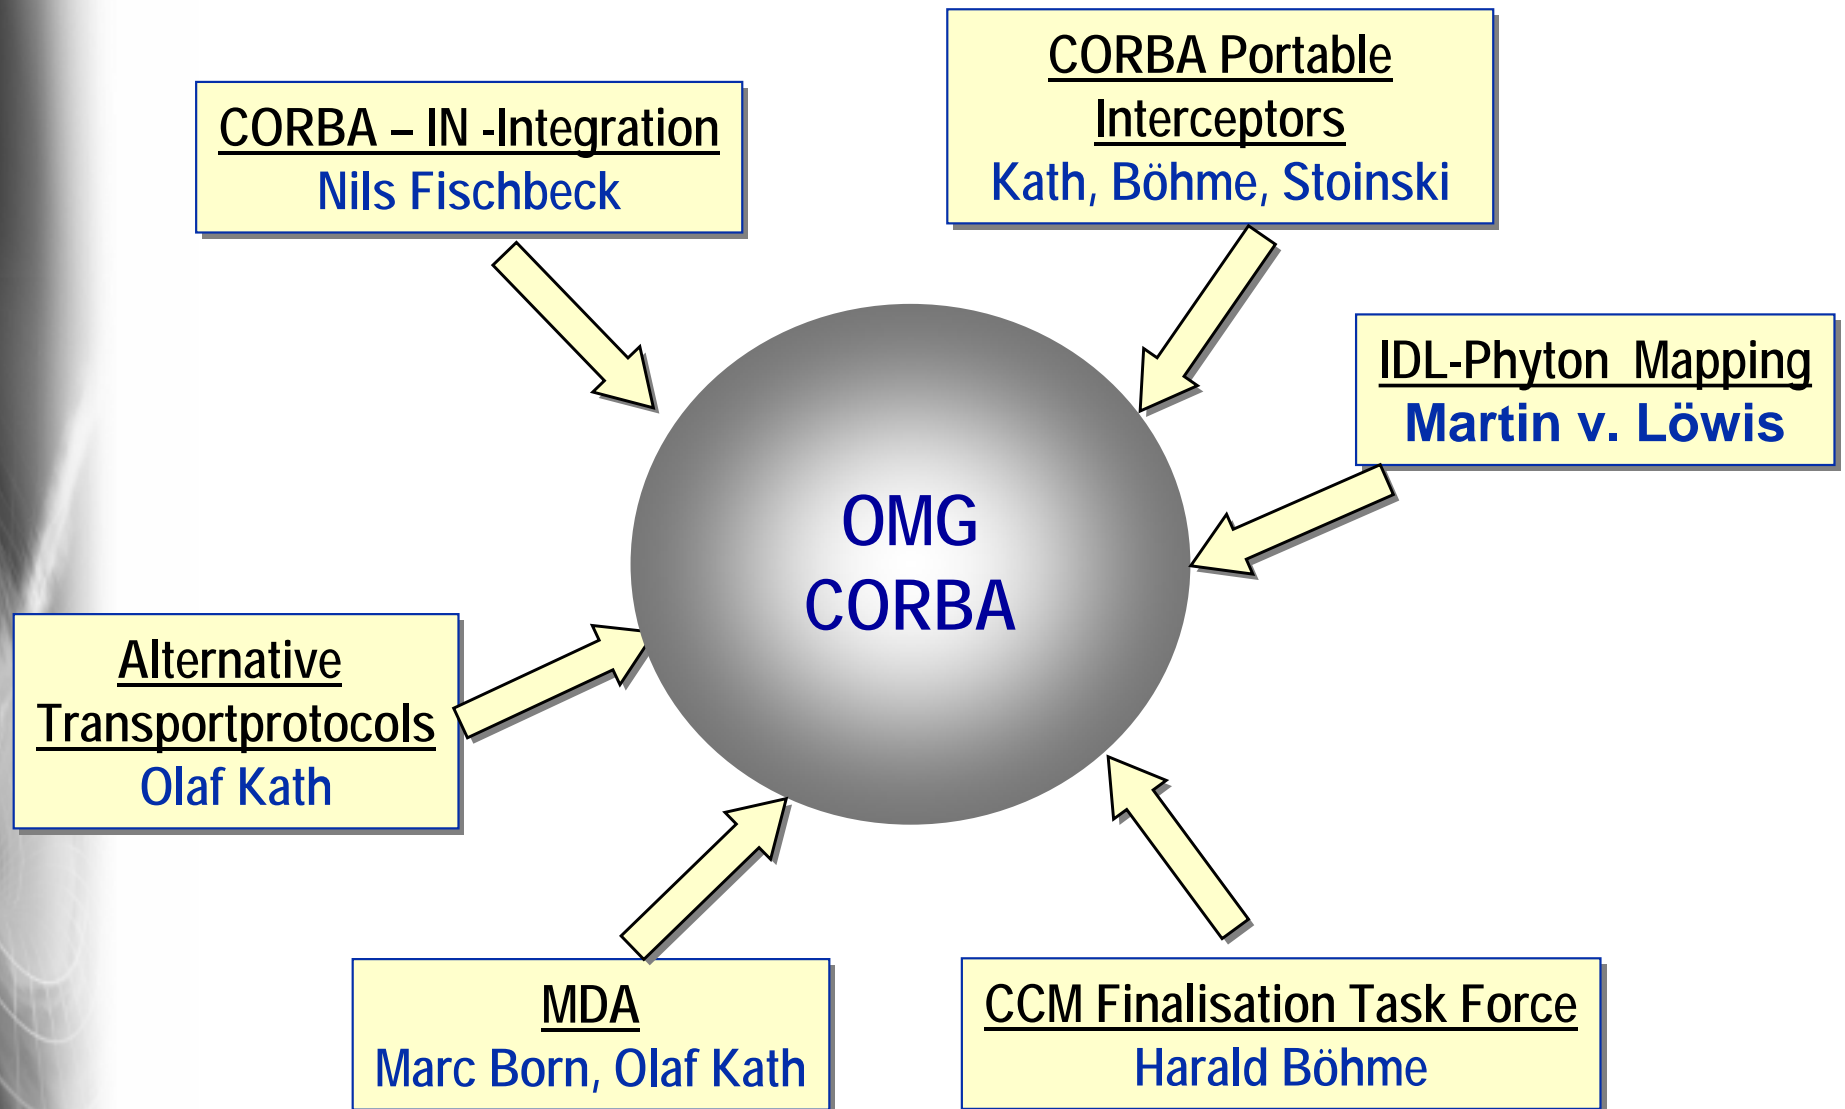 CORBA – IN -Integration
Nils Fischbeck
CORBA Portable
Interceptors
Kath, Böhme, Stoinski
IDL-Phyton Mapping
Martin v. Löwis
OMG
CORBA
Alternative
Transportprotocols
Olaf Kath
MDA
Marc Born, Olaf Kath
CCM Finalisation Task Force
Harald Böhme